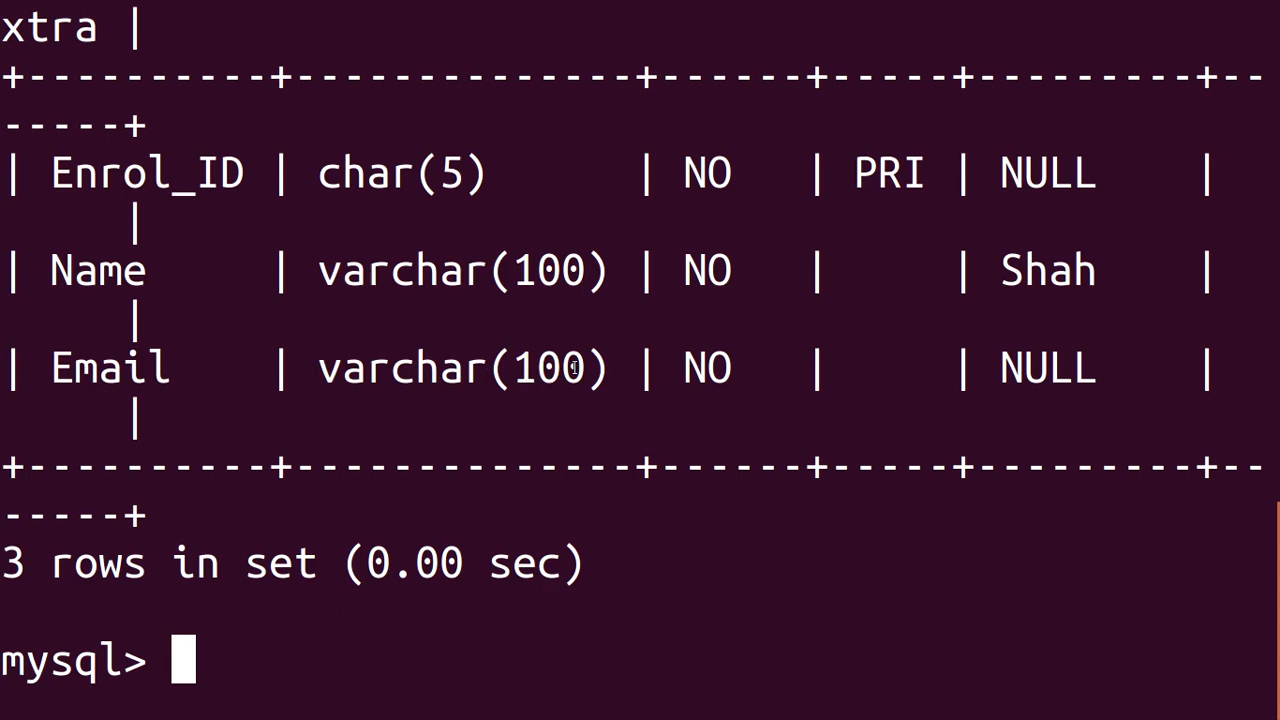 xtra |
+----------+--------------+------+-----+---------+--
-----+
| Enrol_ID | char(5)      | NO   | PRI | NULL    |
     |
| Name     | varchar(100) | NO   |     | Shah    |
     |
| Email    | varchar(100) | NO   |     | NULL    |
     |
+----------+--------------+------+-----+---------+--
-----+
3 rows in set (0.00 sec)
mysql>